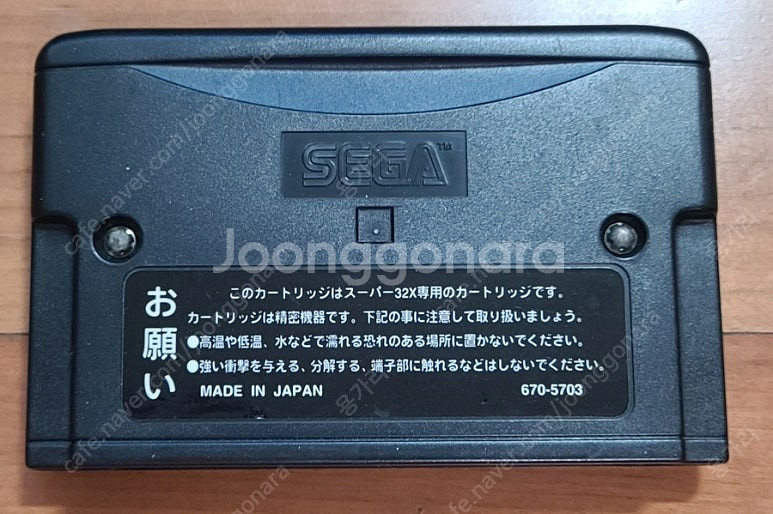 SEGA™
Joonggonara
お願い
このカートリッジはスーパー32X専用のカートリッジです。
カートリッジは精密機器です。下記の事に注意して取り扱いましょう。
●高温や低温、水などで濡れる恐れのある場所に置かないでください。
●強い衝撃を与える、分解する、端子部に触れるなどはしないでください。
MADE IN JAPAN 670-5703
cafe.naver.com/joonggonara